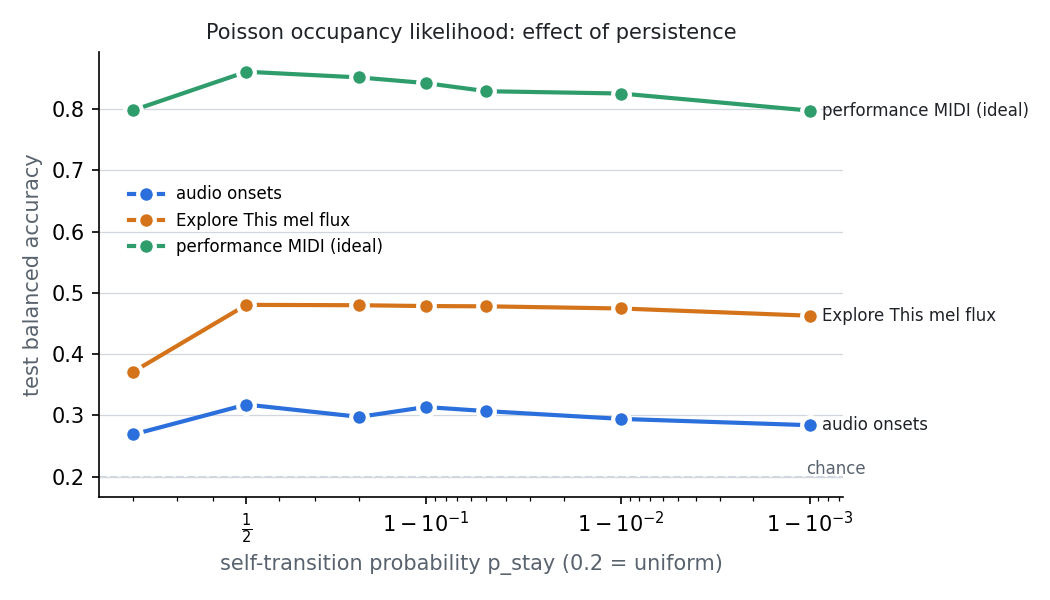 Poisson occupancy likelihood: effect of persistence
test balanced accuracy
0.8
0.7
0.6
0.5
0.4
0.3
0.2
audio onsets
Explore This mel flux
performance MIDI (ideal)
performance MIDI (ideal)
Explore This mel flux
audio onsets
chance
½
1 − 10⁻¹
1 − 10⁻²
1 − 10⁻³
self-transition probability p_stay (0.2 = uniform)